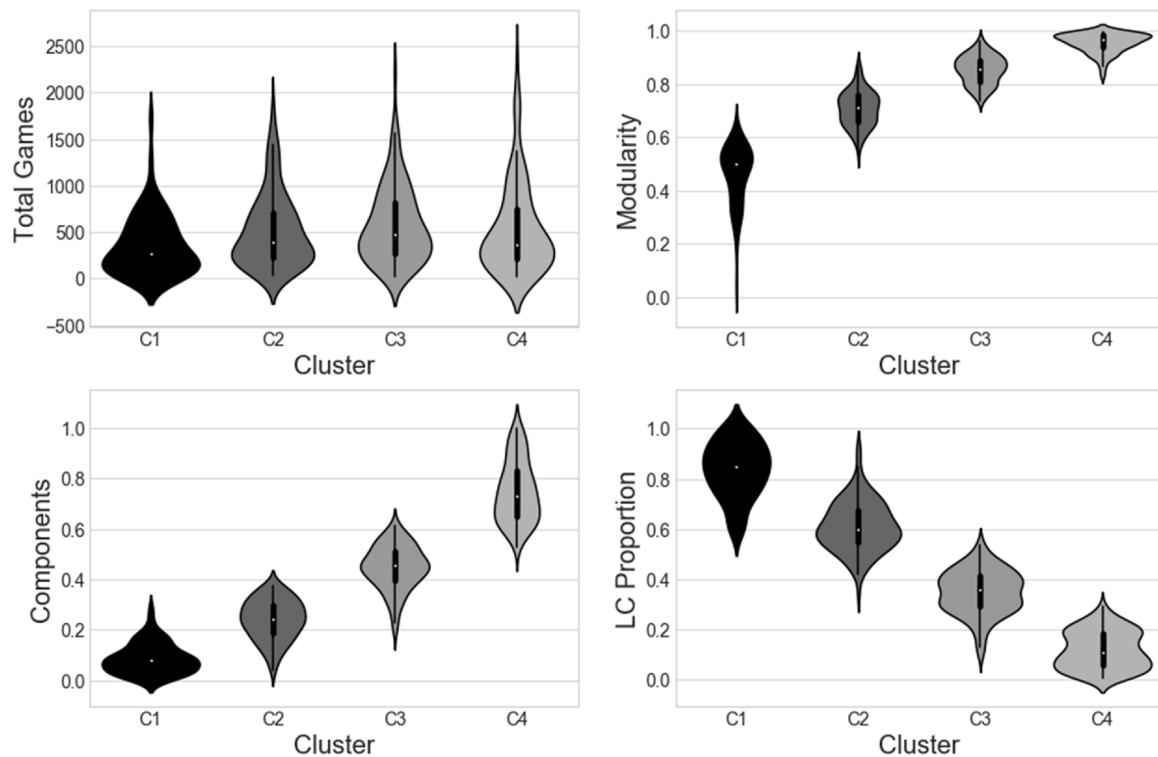 Total Games
2500
2000
1500
1000
500
0
−500
C1 C2 C3 C4
Cluster
Modularity
1.0
0.8
0.6
0.4
0.2
0.0
C1 C2 C3 C4
Cluster
Components
1.0
0.8
0.6
0.4
0.2
0.0
C1 C2 C3 C4
Cluster
LC Proportion
1.0
0.8
0.6
0.4
0.2
0.0
C1 C2 C3 C4
Cluster